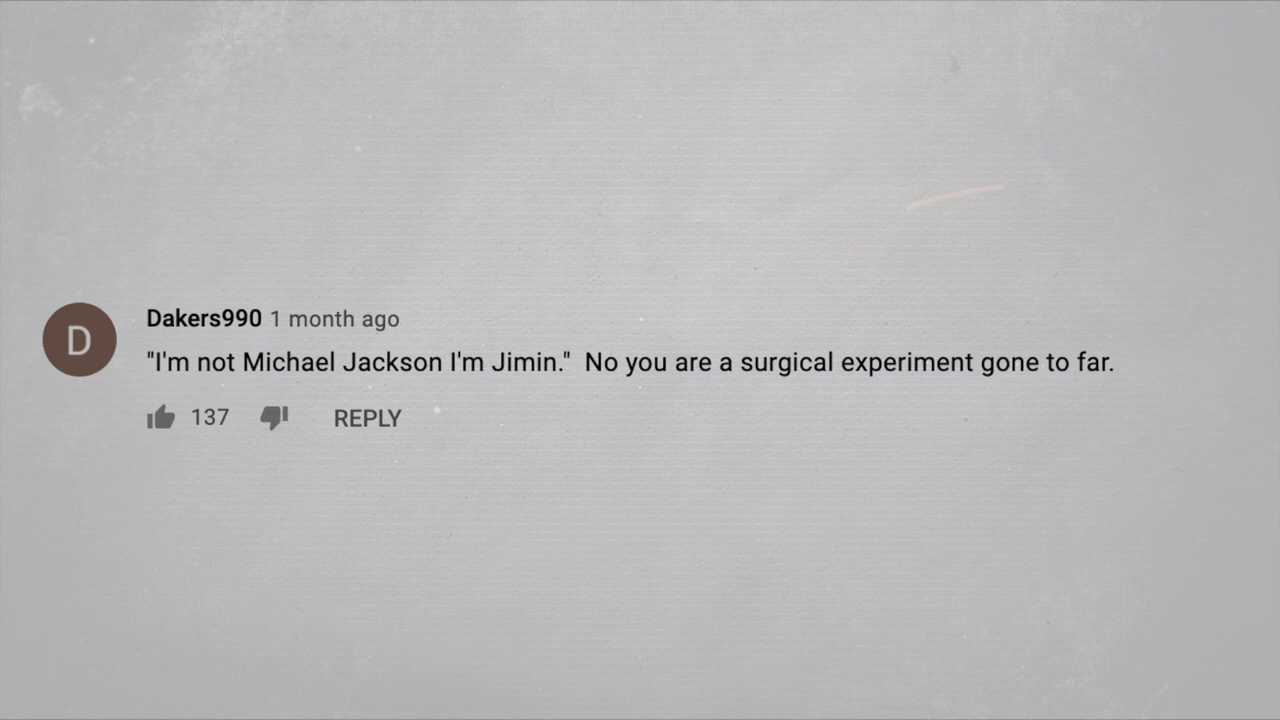 D
Dakers990 1 month ago
"I'm not Michael Jackson I'm Jimin."  No you are a surgical experiment gone to far.
137 REPLY